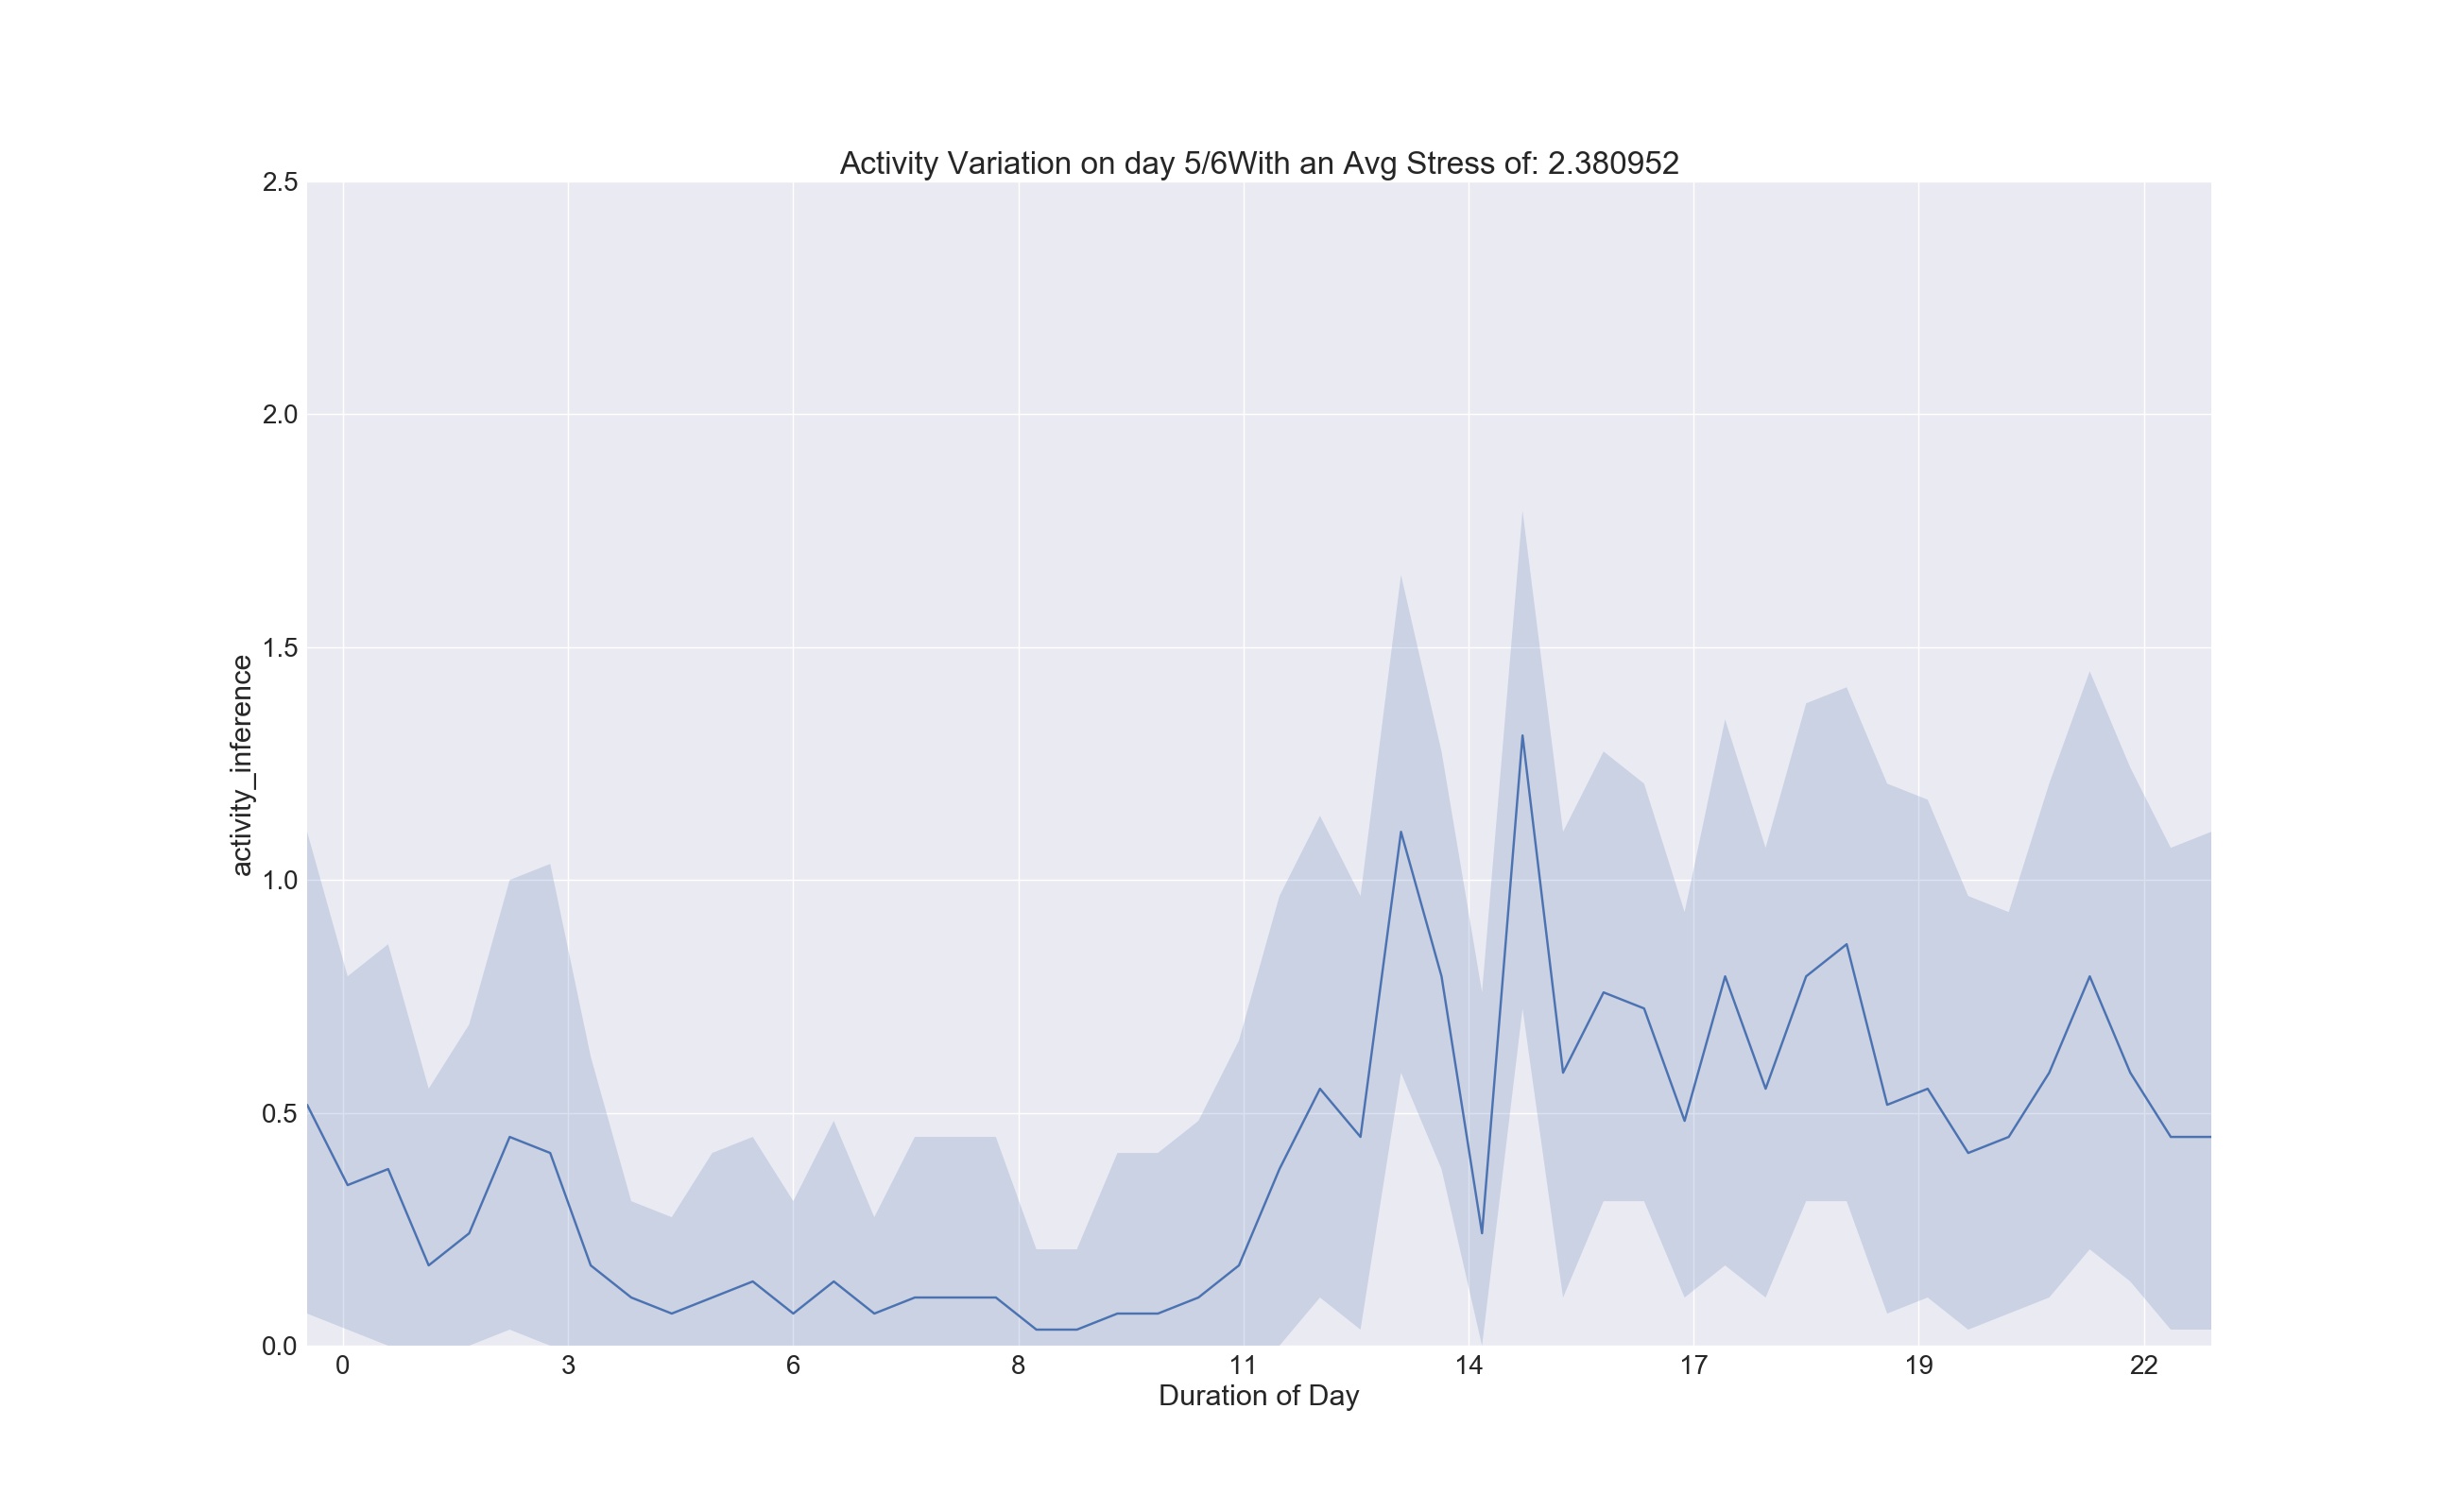 Activity Variation on day 5/6With an Avg Stress of: 2.380952
2.5
2.0
1.5
1.0
0.5
0.0
activity_inference
0 3 6 8 11 14 17 19 22
Duration of Day